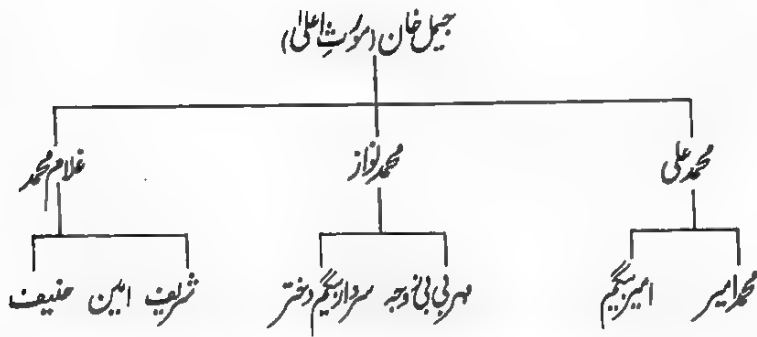 جمیل خان (مورثِ اعلیٰ)
محمد علی محمد نواز غلام محمد
محمد امیر امیر بیگم مہر بی بی زوجہ سردار بیگم دختر شریف امین حنیف